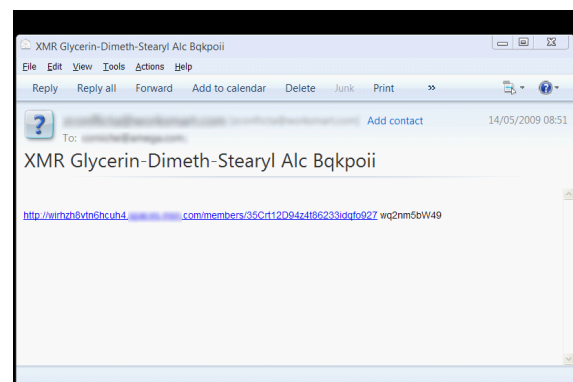 XMR Glycerin-Dimeth-Stearyl Alc Bqkpoii
File Edit View Tools Actions Help
Reply Reply all Forward Add to calendar Delete Junk Print »
Add contact 14/05/2009 08:51
To:
XMR Glycerin-Dimeth-Stearyl Alc Bqkpoii
http://wirhzh8vtn6hcuh4. .com/members/35Crt12D94z4t86233idqfo927 wq2nm5bW49